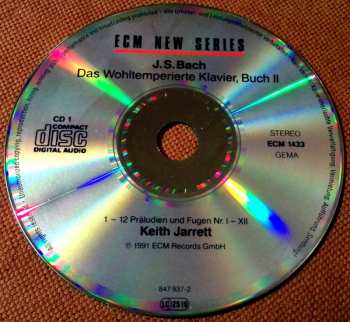 ECM NEW SERIES
J.S.Bach
Das Wohltemperierte Klavier, Buch II
CD 1
COMPACT
disc
DIGITAL AUDIO
STEREO
ECM 1433
GEMA
1 – 12 Präludien und Fugen Nr. I – XII
Keith Jarrett
℗ 1991 ECM Records GmbH
847 937-2
LC 2516